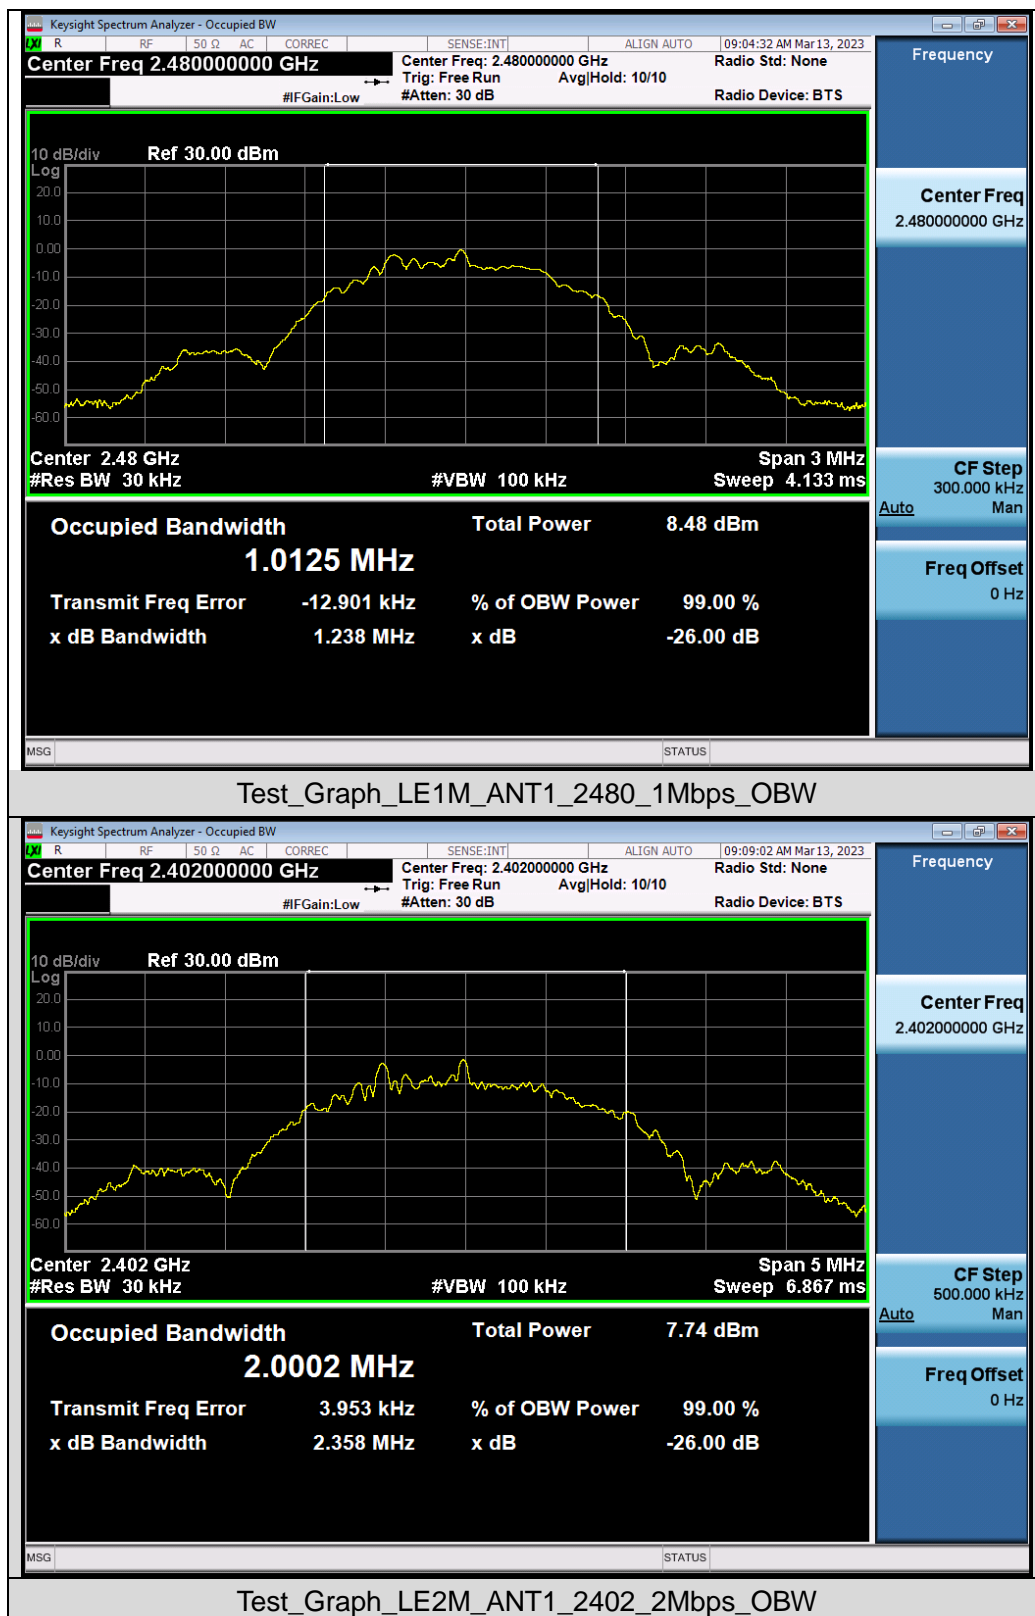 Keysight Spectrum Analyzer - Occupied BW
LXI R RF 50 Ω AC CORREC SENSE:INT ALIGN AUTO 09:04:32 AM Mar 13, 2023
Center Freq 2.480000000 GHz Center Freq: 2.480000000 GHz Radio Std: None Frequency
Trig: Free Run Avg|Hold: 10/10
#IFGain:Low #Atten: 30 dB Radio Device: BTS
10 dB/div Ref 30.00 dBm
Log
20.0
10.0
0.00
-10.0
-20.0
-30.0
-40.0
-50.0
-60.0
Center Freq
2.480000000 GHz
Center 2.48 GHz Span 3 MHz
#Res BW 30 kHz #VBW 100 kHz Sweep 4.133 ms
CF Step
300.000 kHz
Auto Man
Occupied Bandwidth Total Power 8.48 dBm
1.0125 MHz
Freq Offset
0 Hz
Transmit Freq Error -12.901 kHz % of OBW Power 99.00 %
x dB Bandwidth 1.238 MHz x dB -26.00 dB
MSG STATUS
Test_Graph_LE1M_ANT1_2480_1Mbps_OBW
Keysight Spectrum Analyzer - Occupied BW
LXI R RF 50 Ω AC CORREC SENSE:INT ALIGN AUTO 09:09:02 AM Mar 13, 2023
Center Freq 2.402000000 GHz Center Freq: 2.402000000 GHz Radio Std: None Frequency
Trig: Free Run Avg|Hold: 10/10
#IFGain:Low #Atten: 30 dB Radio Device: BTS
10 dB/div Ref 30.00 dBm
Log
20.0
10.0
0.00
-10.0
-20.0
-30.0
-40.0
-50.0
-60.0
Center Freq
2.402000000 GHz
Center 2.402 GHz Span 5 MHz
#Res BW 30 kHz #VBW 100 kHz Sweep 6.867 ms
CF Step
500.000 kHz
Auto Man
Occupied Bandwidth Total Power 7.74 dBm
2.0002 MHz
Freq Offset
0 Hz
Transmit Freq Error 3.953 kHz % of OBW Power 99.00 %
x dB Bandwidth 2.358 MHz x dB -26.00 dB
MSG STATUS
Test_Graph_LE2M_ANT1_2402_2Mbps_OBW